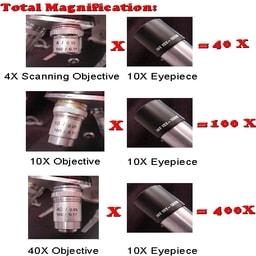 Total Magnification:
X
= 40 X
4X Scanning Objective
10X Eyepiece
X
= 100 X
10X Objective
10X Eyepiece
X
= 400X
40X Objective
10X Eyepiece